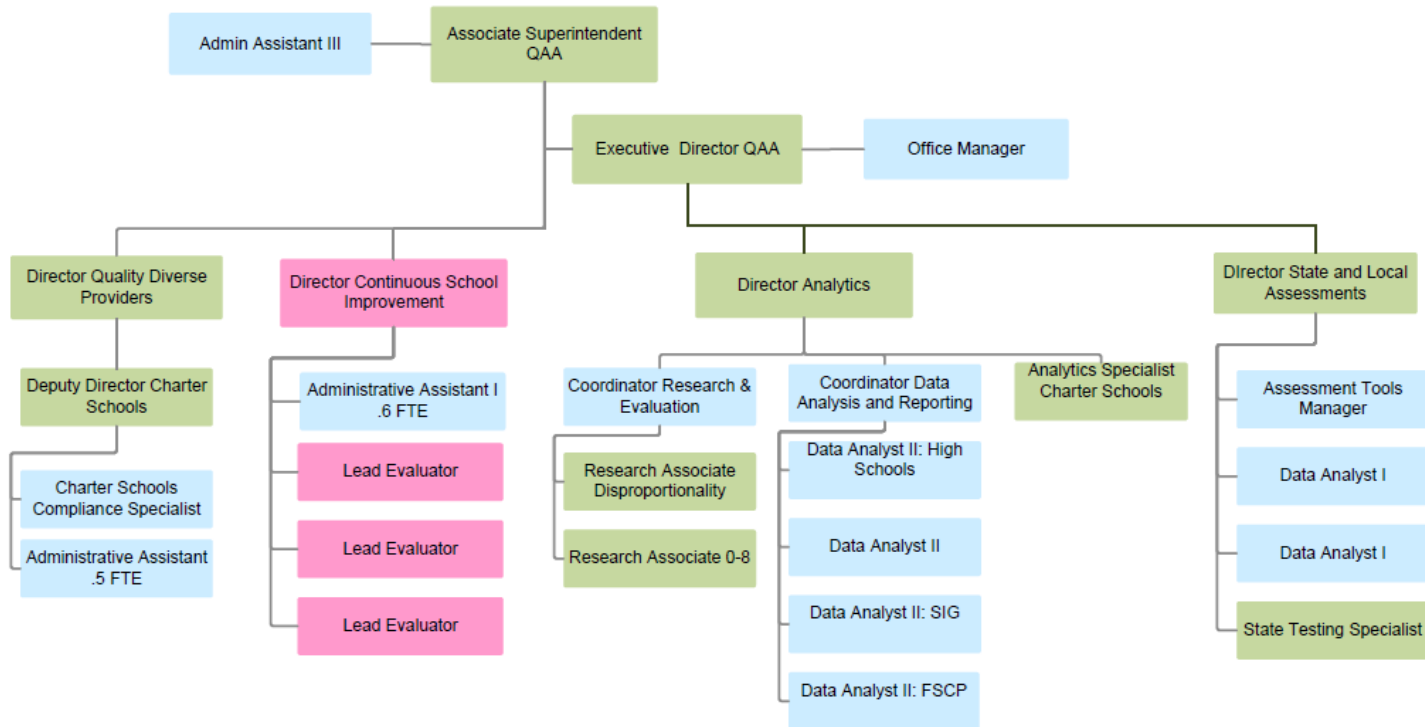 Admin Assistant III
Associate Superintendent
QAA
Executive Director QAA
Office Manager
Director Quality Diverse
Providers
Director Continuous School
Improvement
Director Analytics
DIrector State and Local
Assessments
Deputy Director Charter
Schools
Administrative Assistant I
.6 FTE
Coordinator Research &
Evaluation
Coordinator Data
Analysis and Reporting
Analytics Specialist
Charter Schools
Assessment Tools
Manager
Charter Schools
Compliance Specialist
Lead Evaluator
Research Associate
Disproportionality
Data Analyst II: High
Schools
Data Analyst I
Administrative Assistant
.5 FTE
Lead Evaluator
Research Associate 0-8
Data Analyst II
Data Analyst I
Lead Evaluator
Data Analyst II: SIG
State Testing Specialist
Data Analyst II: FSCP